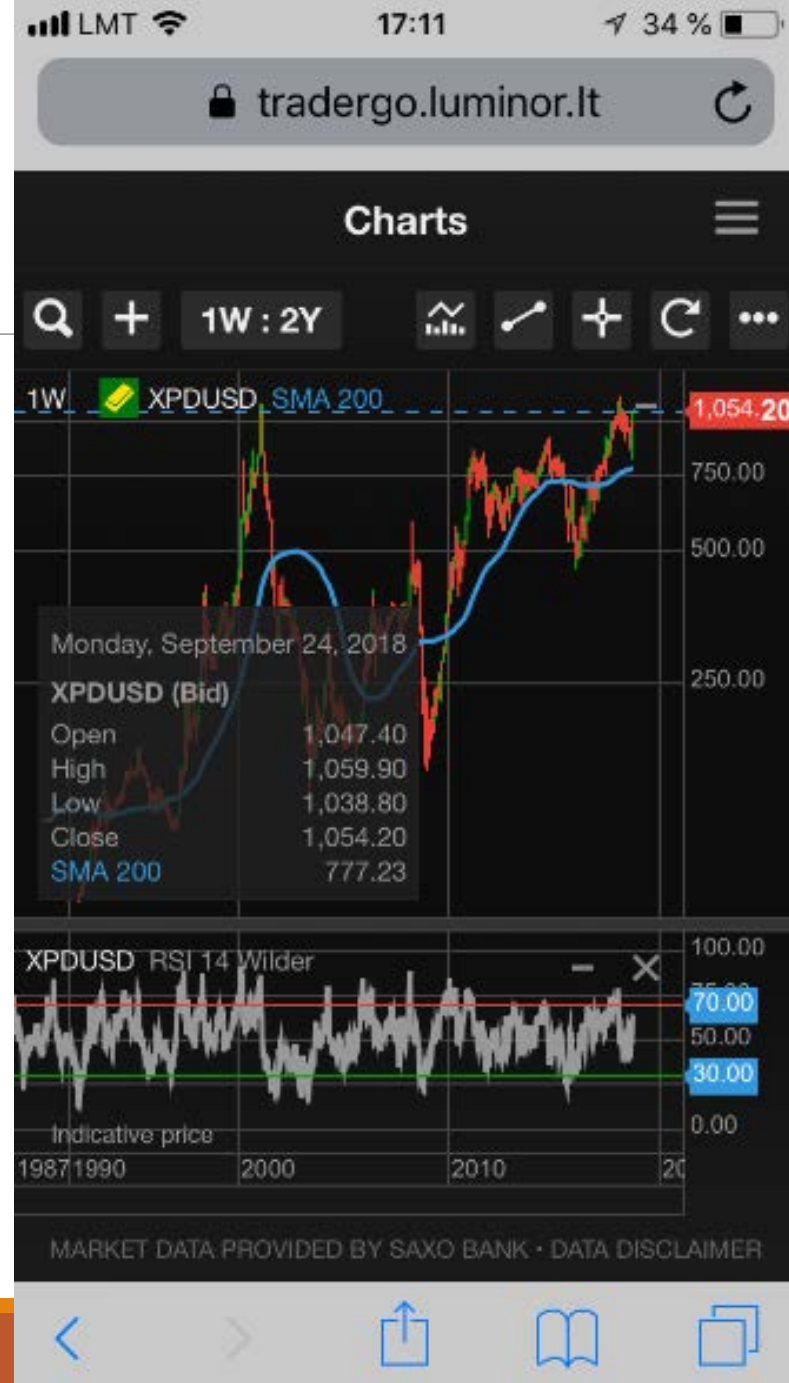 LMT 17:11 34 %
tradergo.luminor.lt
Charts
1W : 2Y
1W XPDUSD SMA 200
1,054.20
750.00
500.00
250.00
Monday, September 24, 2018
XPDUSD (Bid)
Open 1,047.40
High 1,059.90
Low 1,038.80
Close 1,054.20
SMA 200 777.23
XPDUSD RSI 14 Wilder
100.00
70.00
50.00
30.00
0.00
Indicative price
1987 1990 2000 2010 20
MARKET DATA PROVIDED BY SAXO BANK • DATA DISCLAIMER